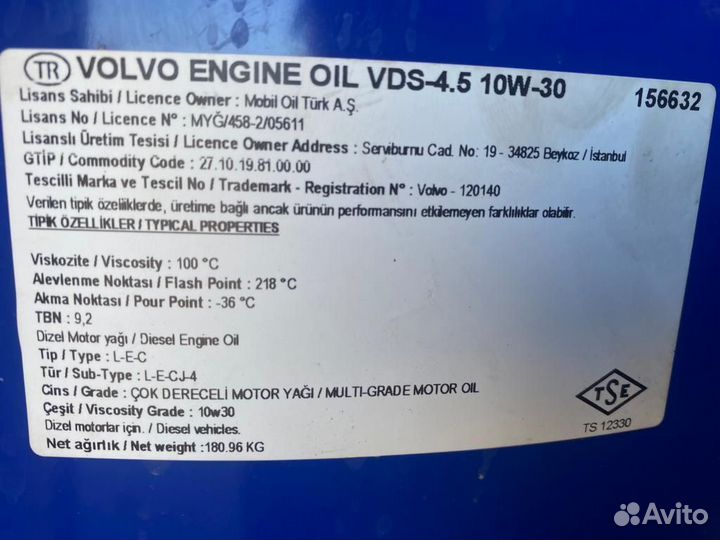 TR VOLVO ENGINE OIL VDS-4.5 10W-30 156632
Lisans Sahibi / Licence Owner : Mobil Oil Türk A.Ş.
Lisans No / Licence N° : MYĞ/458-2/05611
Lisanslı Üretim Tesisi / Licence Owner Address : Serviburnu Cad. No: 19 - 34825 Beykoz / İstanbul
GTİP / Commodity Code : 27.10.19.81.00.00
Tescilli Marka ve Tescil No / Trademark - Registration N° : Volvo - 120140
Verilen tipik özeliiklerde, üretime bağlı ancak ürünün performansını etkilemeyen farklılıklar olabilir.
TİPİK ÖZELLİKLER / TYPICAL PROPERTIES
Viskozite / Viscosity : 100 °C
Alevlenme Noktası / Flash Point : 218 °C
Akma Noktası / Pour Point : -36 °C
TBN : 9,2
Dizel Motor yağı / Diesel Engine Oil
Tip / Type : L-E-C
Tür / Sub-Type : L-E-CJ-4
Cins / Grade : ÇOK DERECELİ MOTOR YAĞI / MULTI-GRADE MOTOR OIL
Çeşit / Viscosity Grade : 10w30
Dizel motorlar için. / Diesel vehicles.
Net ağırlık / Net weight : 180.96 KG
TSE
TS 12330
Avito